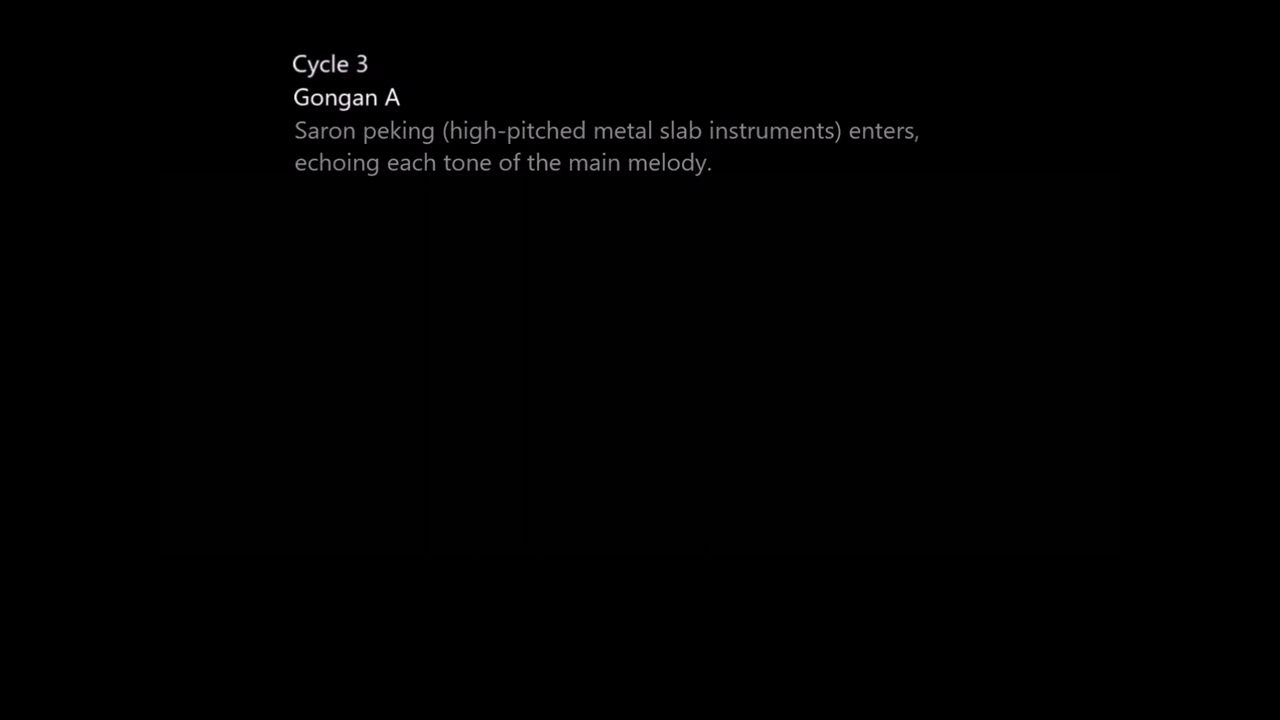 Cycle 3
Gongan A
Saron peking (high-pitched metal slab instruments) enters,
echoing each tone of the main melody.